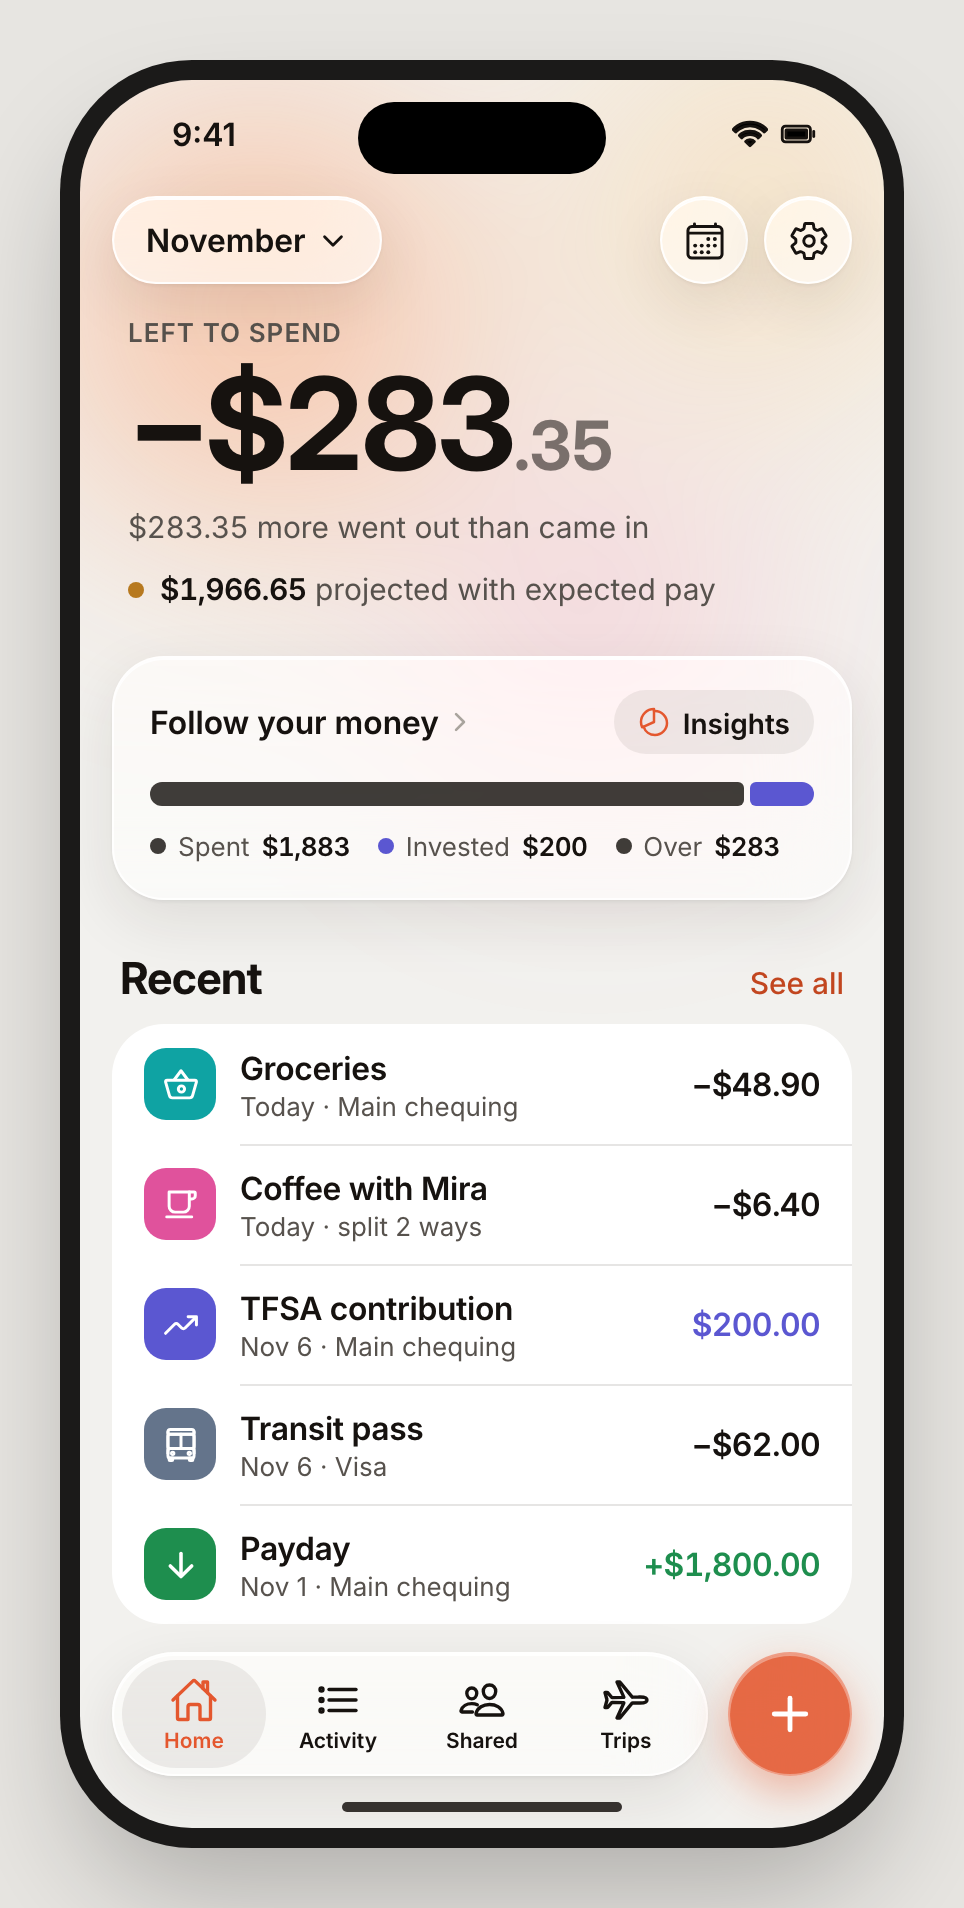 9:41
November
LEFT TO SPEND
−$283.35
$283.35 more went out than came in
$1,966.65 projected with expected pay
Follow your money
Insights
Spent $1,883 Invested $200 Over $283
Recent
See all
Groceries
Today · Main chequing
−$48.90
Coffee with Mira
Today · split 2 ways
−$6.40
TFSA contribution
Nov 6 · Main chequing
$200.00
Transit pass
Nov 6 · Visa
−$62.00
Payday
Nov 1 · Main chequing
+$1,800.00
Home
Activity
Shared
Trips